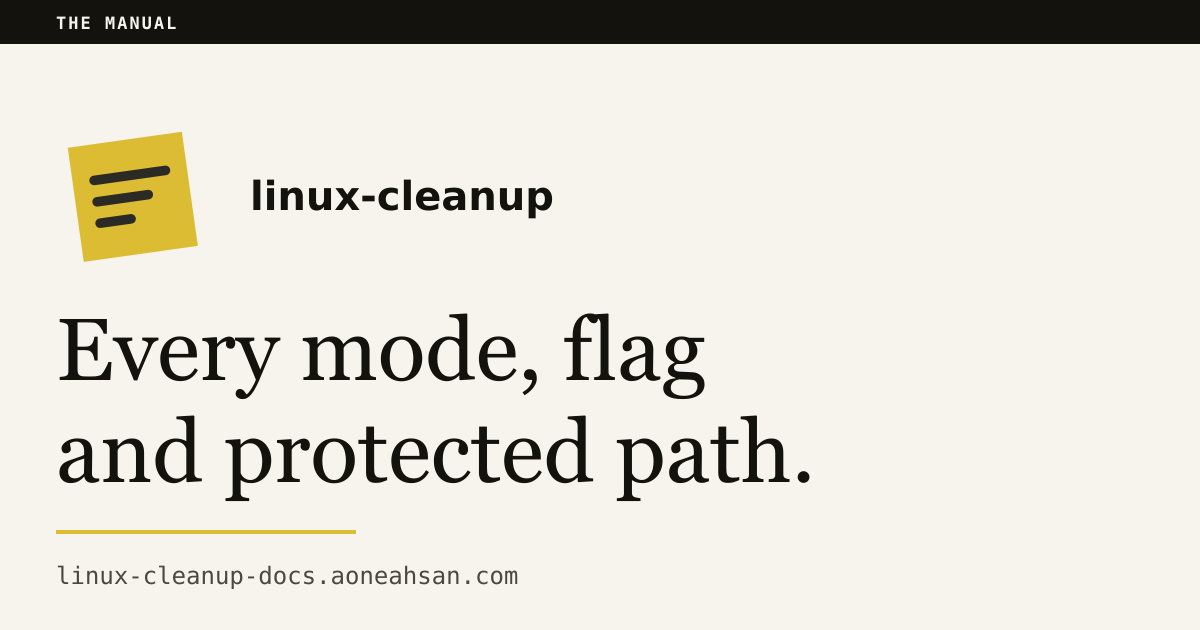 THE MANUAL
linux-cleanup
Every mode, flag
and protected path.
linux-cleanup-docs.aoneahsan.com